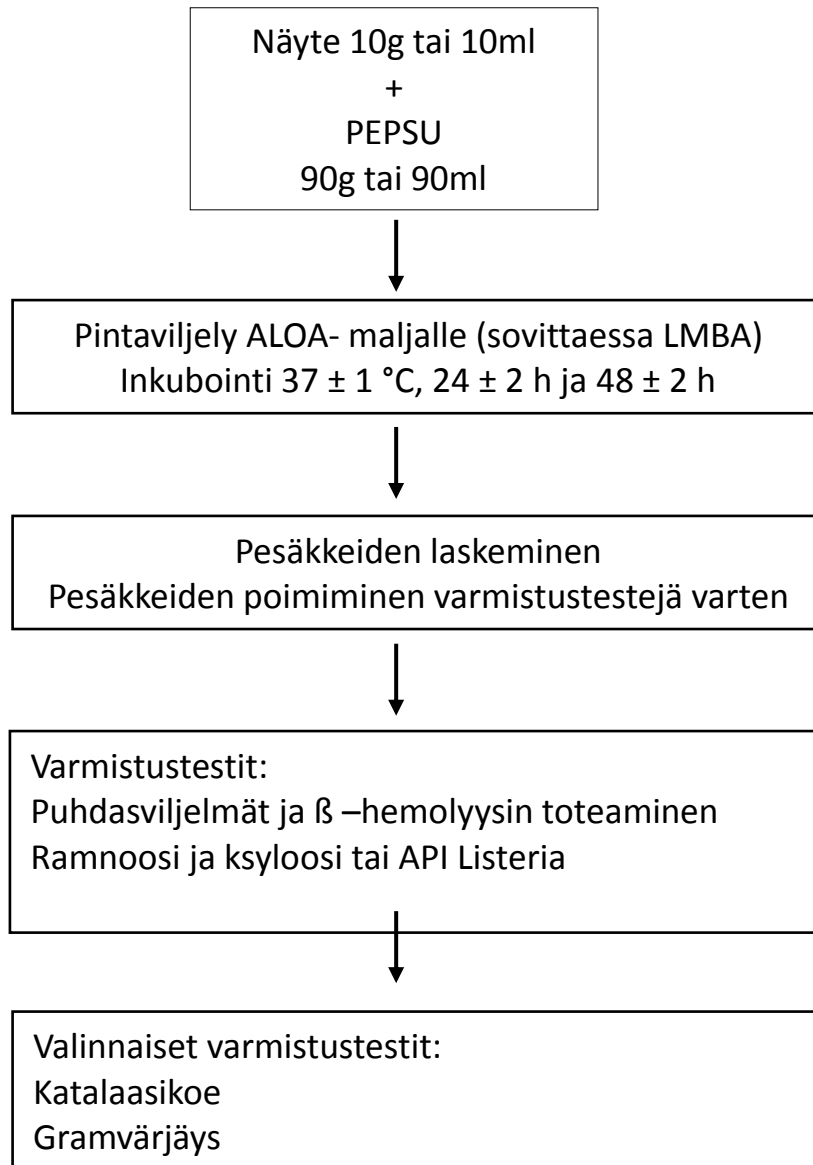 Näyte 10g tai 10ml
+
PEPSU
90g tai 90ml
Pintaviljely ALOA- maljalle (sovittaessa LMBA)
Inkubointi 37 ± 1 °C, 24 ± 2 h ja 48 ± 2 h
Pesäkkeiden laskeminen
Pesäkkeiden poimiminen varmistustestejä varten
Varmistustestit:
Puhdasviljelmät ja ß –hemolyysin toteaminen
Ramnoosi ja ksyloosi tai API Listeria
Valinnaiset varmistustestit:
Katalaasikoe
Gramvärjäys